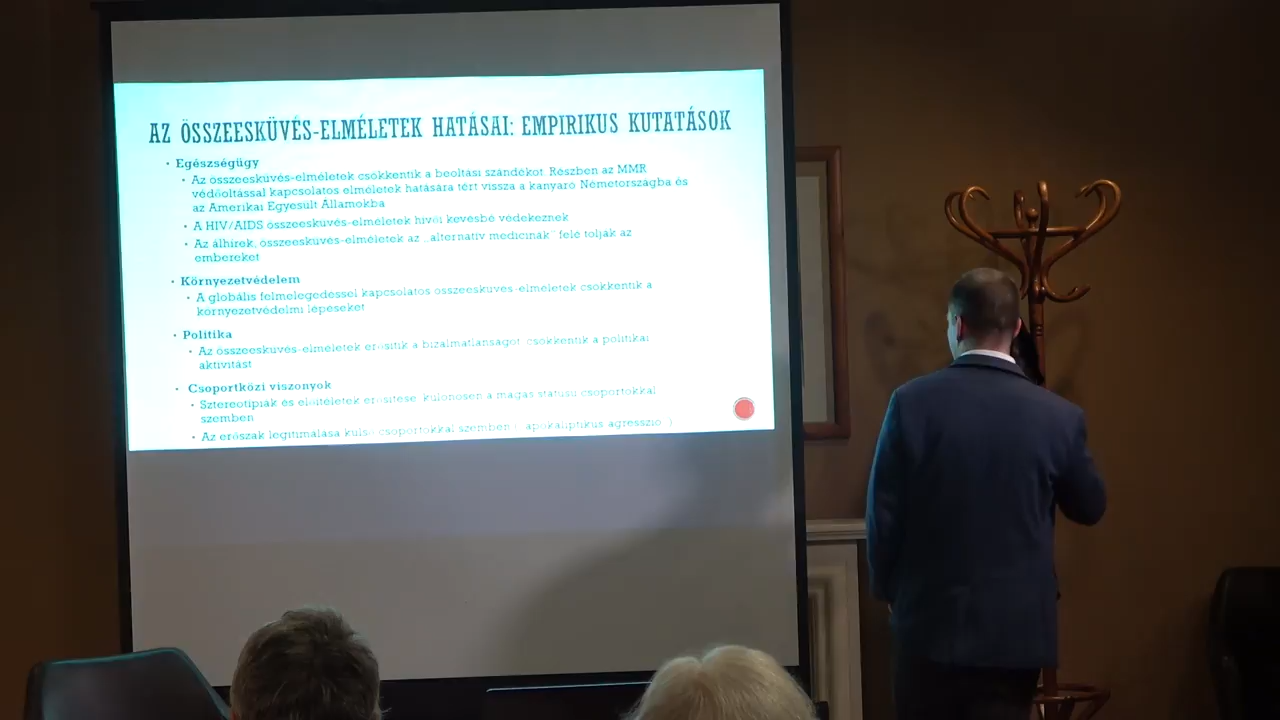 AZ ÖSSZEESKÜVÉS-ELMÉLETEK HATÁSAI: EMPIRIKUS KUTATÁSOK
• Egészségügy
• Az összeesküvés-elméletek csökkentik a beoltási szándékot. Részben az MMR
védőoltással kapcsolatos elméletek hatására tért vissza a kanyaró Németországba és
az Amerikai Egyesült Államokba
• A HIV/AIDS összeesküvés-elméletek hívői kevésbé védekeznek
• Az álhírek, összeesküvés-elméletek az „alternatív medicinák" felé tolják az
embereket
• Környezetvédelem
• A globális felmelegedéssel kapcsolatos összeesküvés-elméletek csökkentik a
környezetvédelmi lépéseket
• Politika
• Az összeesküvés-elméletek erősítik a bizalmatlanságot, csökkentik a politikai
aktivitást
• Csoportközi viszonyok
• Sztereotípiák és előítéletek erősítése, különösen a magas státusú csoportokkal
szemben
• Az erőszak legitimálása külső csoportokkal szemben („apokaliptikus agresszió")